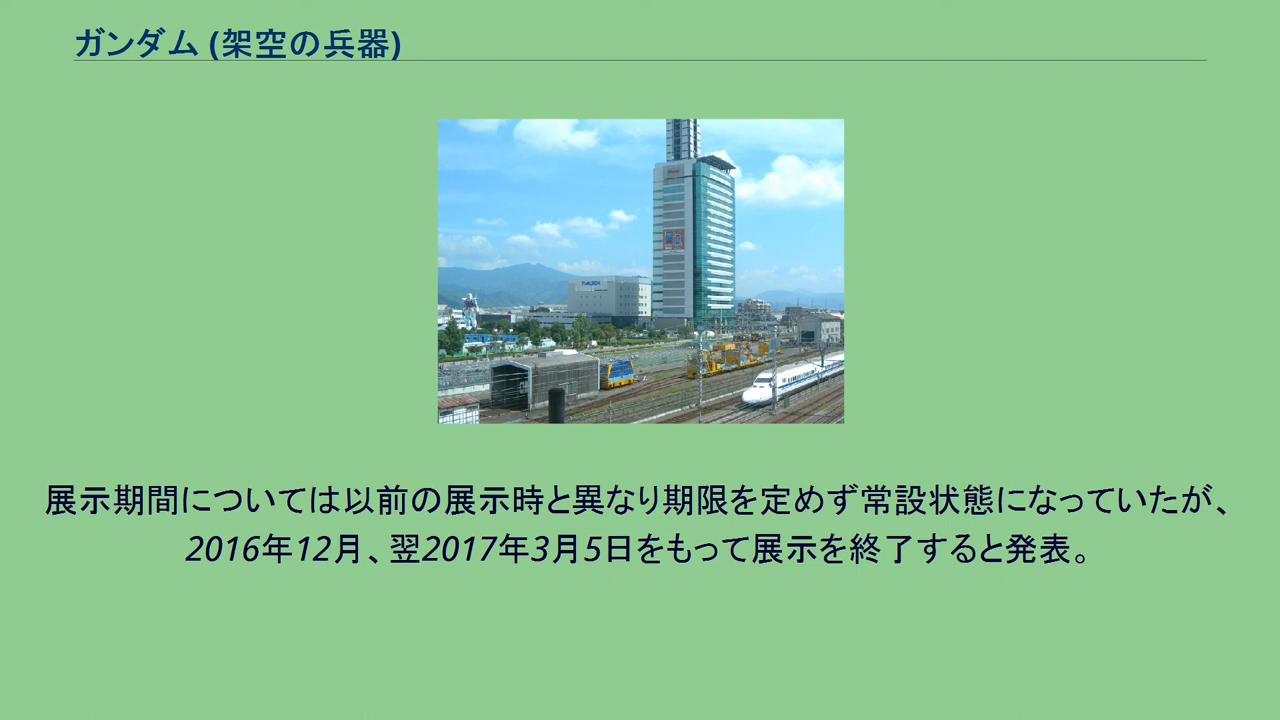 ガンダム (架空の兵器)
展示期間については以前の展示時と異なり期限を定めず常設状態になっていたが、
2016年12月、翌2017年3月5日をもって展示を終了すると発表。